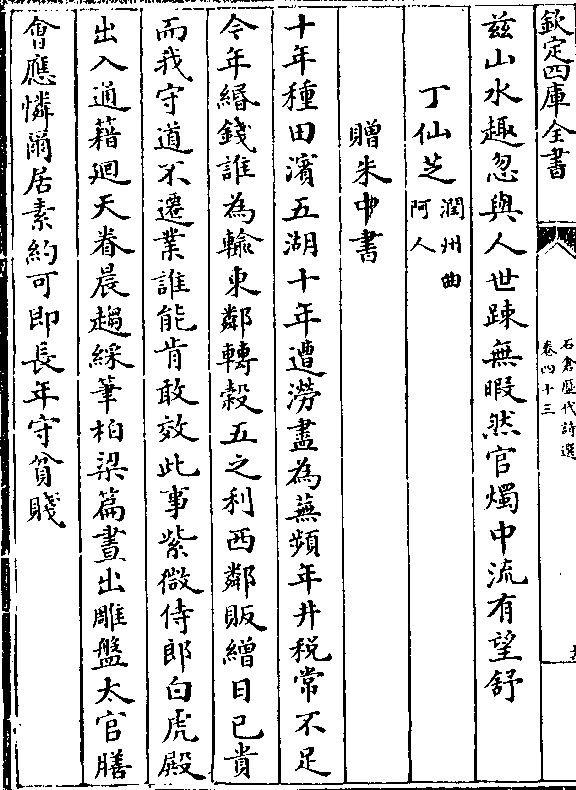 欽定四庫全書
石倉歷代詩選
卷四十三
茲山水趣忽與人世踈無暇然官燭中流有望舒
丁仙芝潤州曲阿人
贈朱中書
十年種田濱五湖十年遭澇盡為蕪頻年井稅常不足
今年緡錢誰為輸東鄰轉榖五之利西鄰販繒日已貴
而我守道不遷業誰能肯敢效此事紫微侍郎白虎殿
出入通籍迴天眷晨趨綵筆柏梁篇晝出雕盤太官膳
會應憐爾居素約可即長年守貧賤